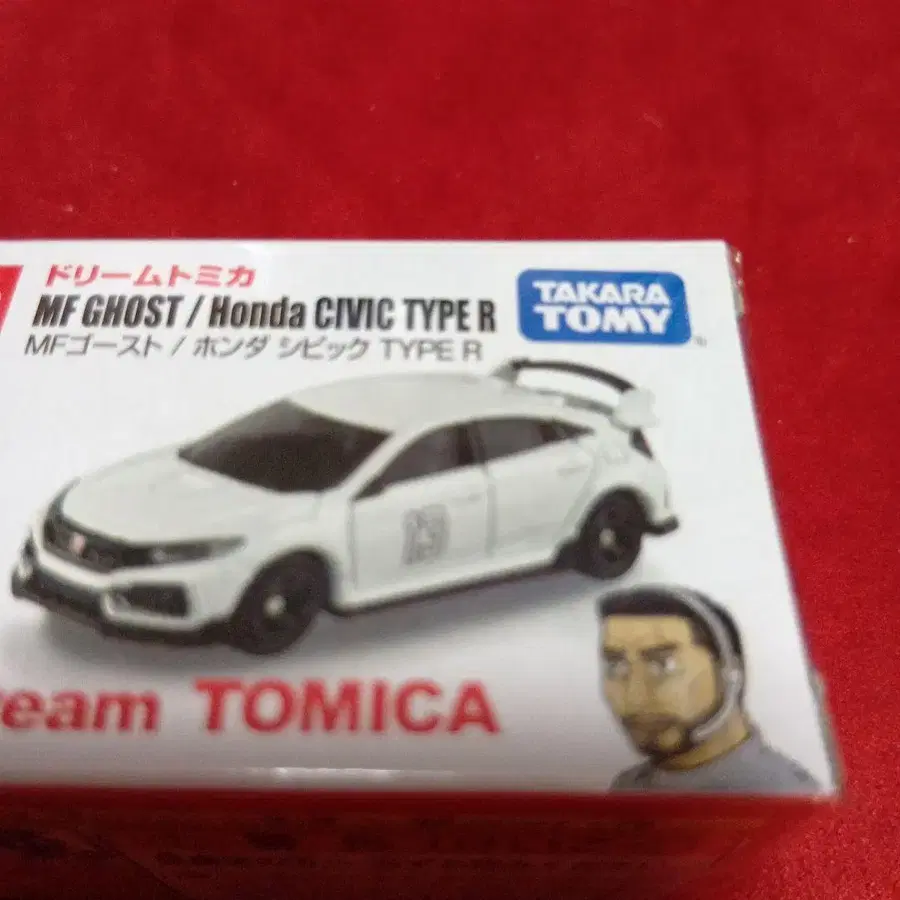 ドリームトミカ
MF GHOST / Honda CIVIC TYPE R
MFゴースト / ホンダ シビック TYPE R
TAKARA
TOMY
13
eam TOMICA